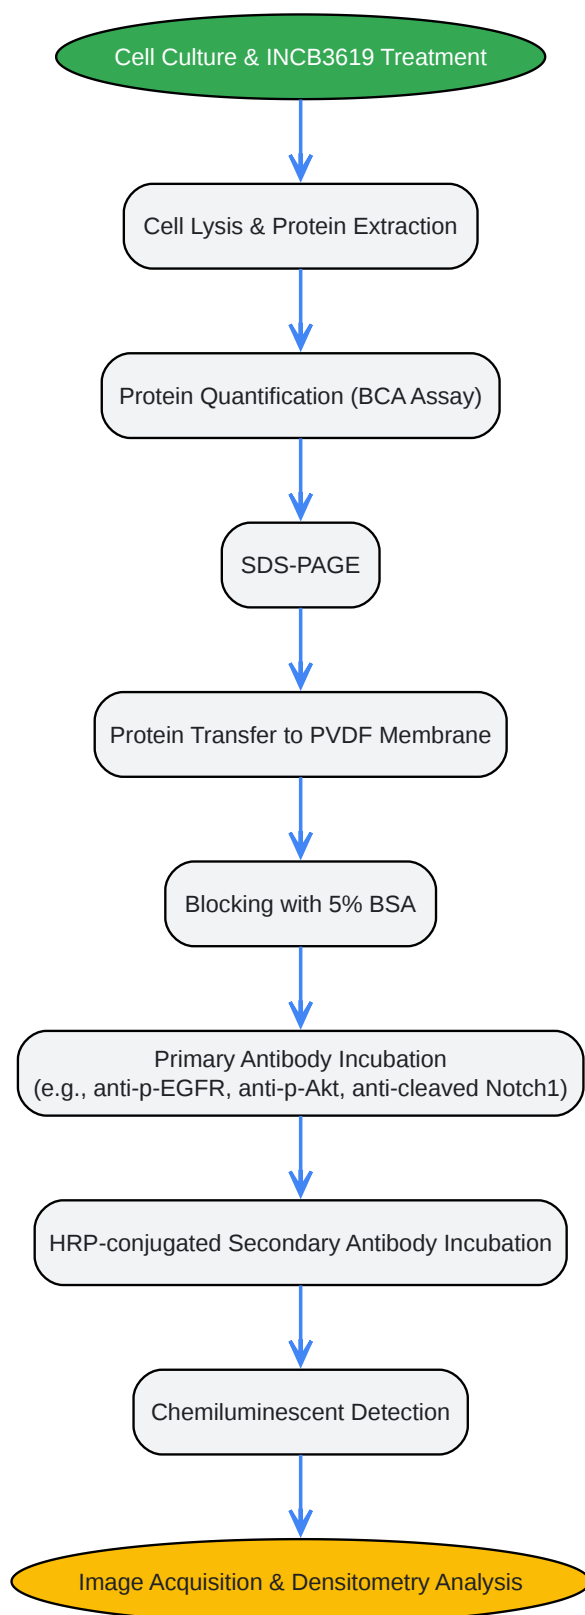 Cell Culture & INCB3619 Treatment
Cell Lysis & Protein Extraction
Protein Quantification (BCA Assay)
SDS-PAGE
Protein Transfer to PVDF Membrane
Blocking with 5% BSA
Primary Antibody Incubation
(e.g., anti-p-EGFR, anti-p-Akt, anti-cleaved Notch1)
HRP-conjugated Secondary Antibody Incubation
Chemiluminescent Detection
Image Acquisition & Densitometry Analysis